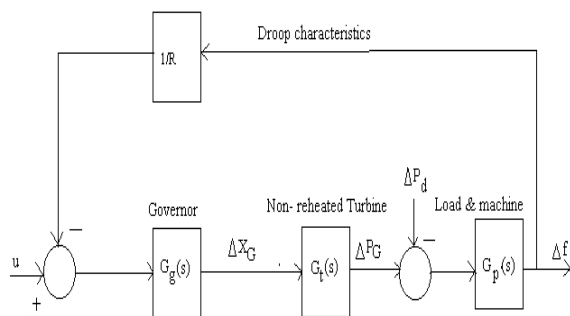 Droop characteristics
1/R
ΔP_d
Governor
Non- reheated Turbine
Load & machine
−
−
u
+
G_g(s)
ΔX_G
G_t(s)
ΔP_G
G_p(s)
Δf